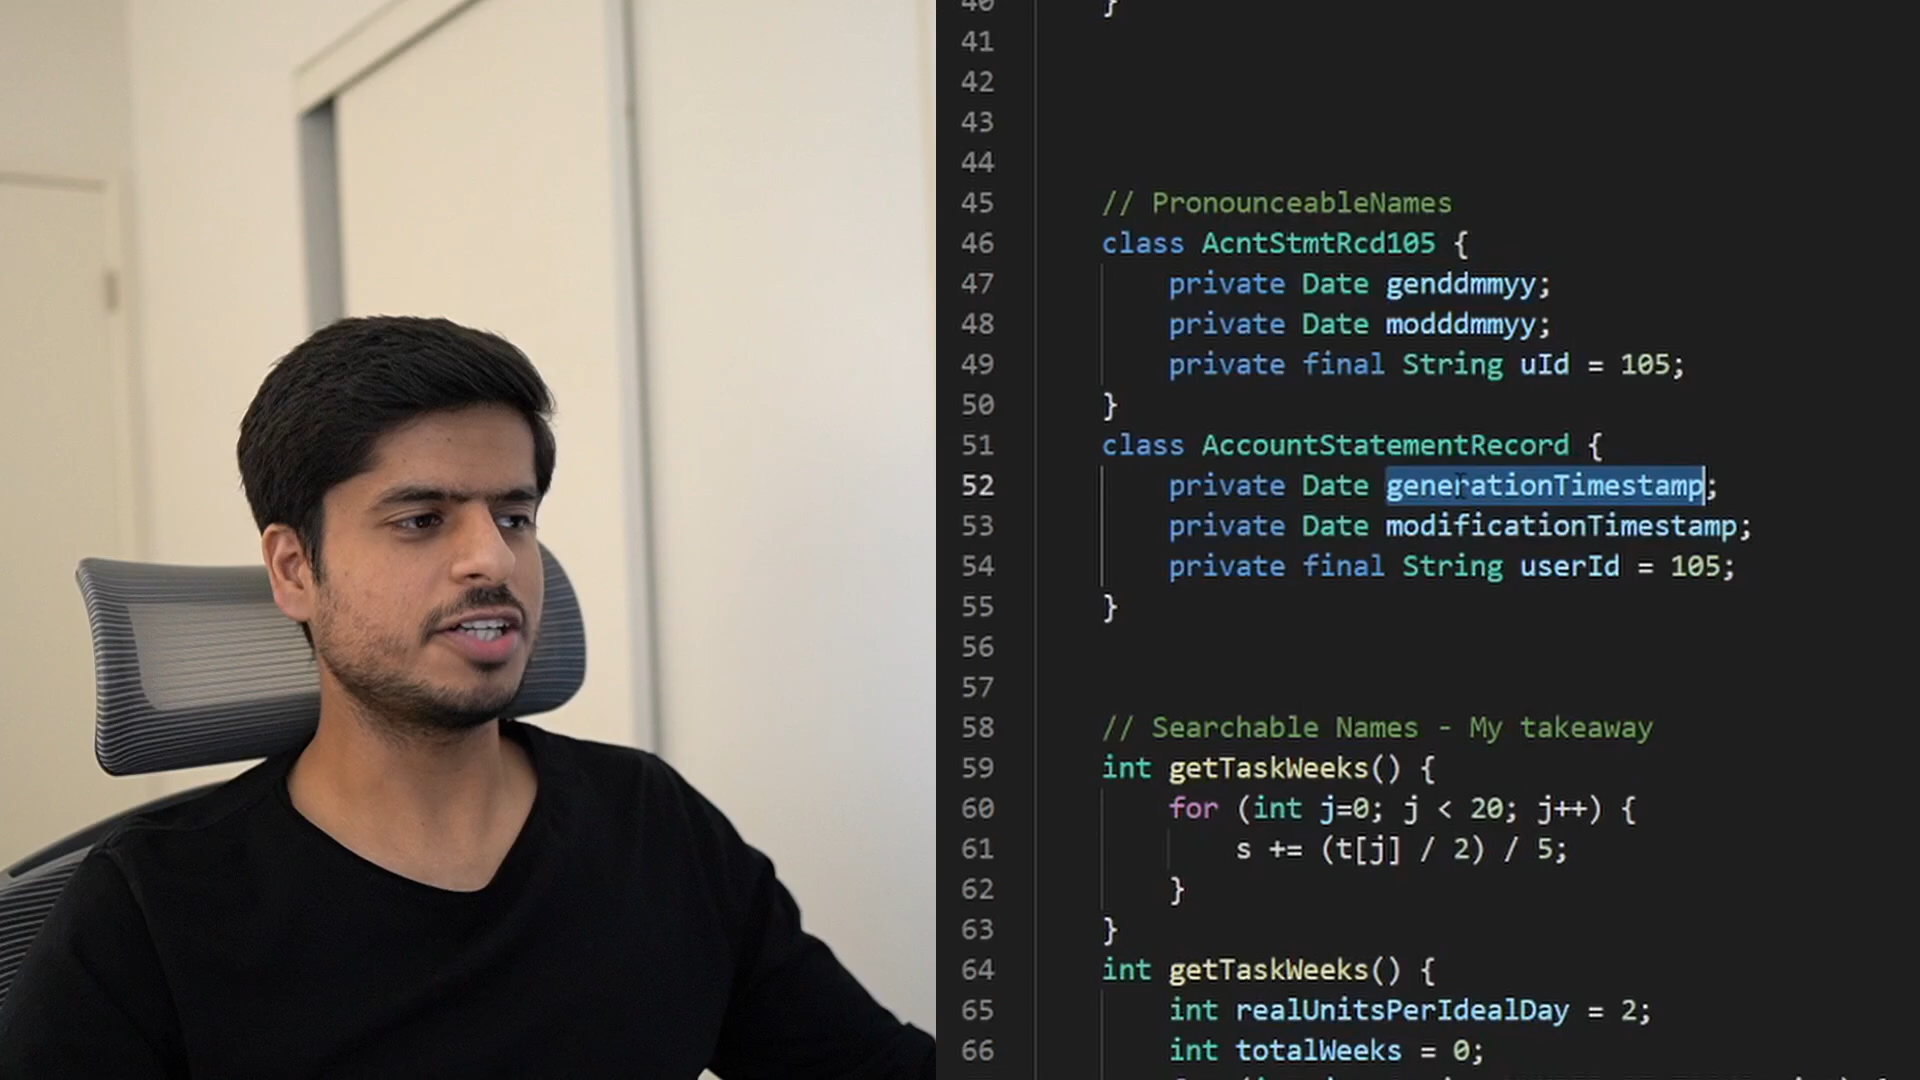 40 }
41
42
43
44
45 // PronounceableNames
46 class AcntStmtRcd105 {
47 private Date genddmmyy;
48 private Date modddmmyy;
49 private final String uId = 105;
50 }
51 class AccountStatementRecord {
52 private Date generationTimestamp;
53 private Date modificationTimestamp;
54 private final String userId = 105;
55 }
56
57
58 // Searchable Names - My takeaway
59 int getTaskWeeks() {
60 for (int j=0; j < 20; j++) {
61 s += (t[j] / 2) / 5;
62 }
63 }
64 int getTaskWeeks() {
65 int realUnitsPerIdealDay = 2;
66 int totalWeeks = 0;